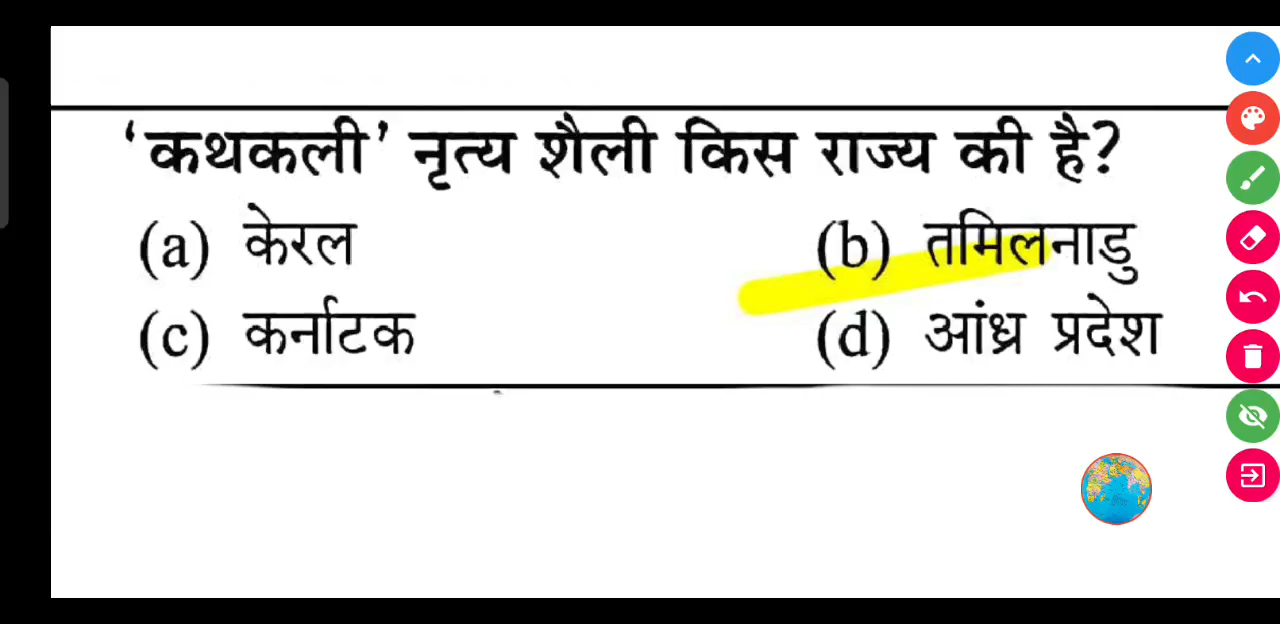 ‘कथकली’ नृत्य शैली किस राज्य की है?
(a) केरल (b) तमिलनाडु
(c) कर्नाटक (d) आंध्र प्रदेश